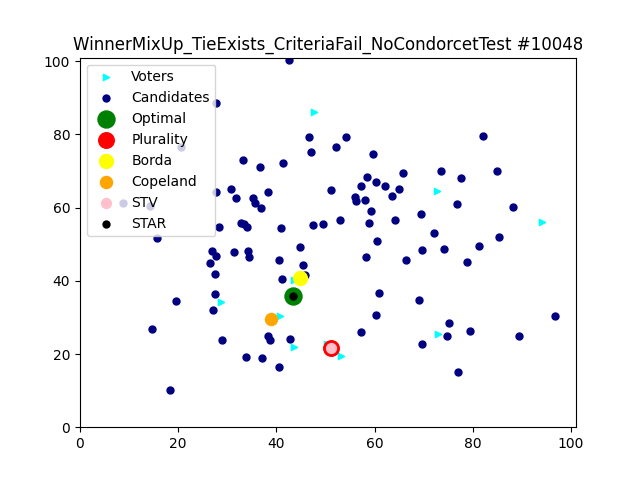 WinnerMixUp_TieExists_CriteriaFail_NoCondorcetTest #10048
100
80
60
40
20
0
Voters
Candidates
Optimal
Plurality
Borda
Copeland
STV
STAR
0 20 40 60 80 100